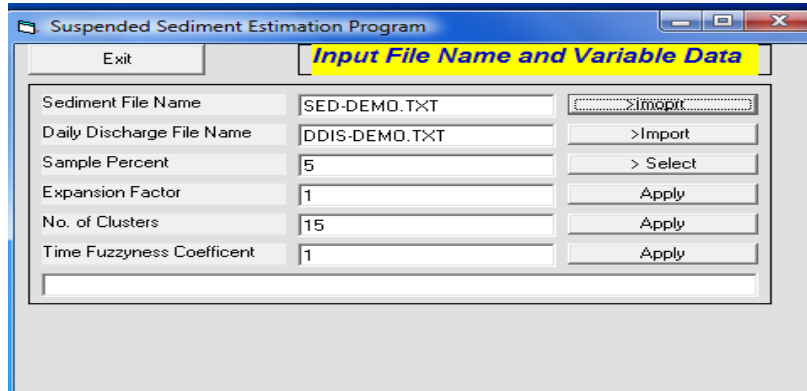 Suspended Sediment Estimation Program
Exit
Input File Name and Variable Data
Sediment File Name SED-DEMO.TXT >imoprt
Daily Discharge File Name DDIS-DEMO.TXT >Import
Sample Percent 5 > Select
Expansion Factor 1 Apply
No. of Clusters 15 Apply
Time Fuzzyness Coefficent 1 Apply